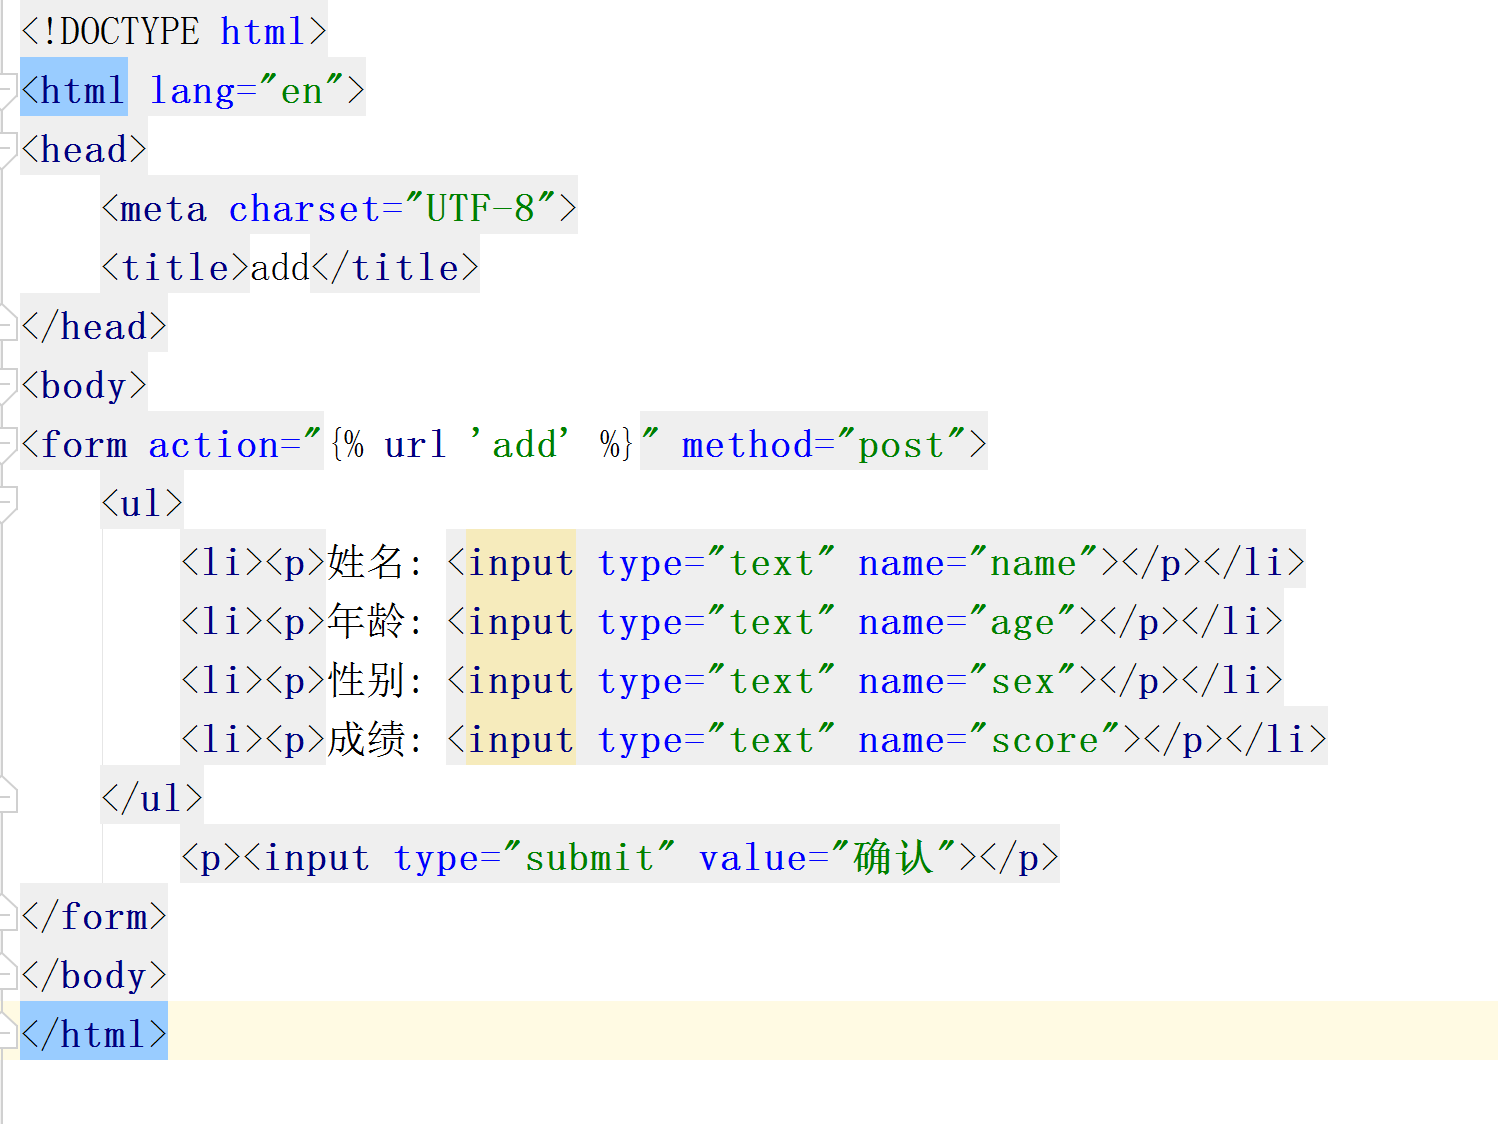 <!DOCTYPE html>
<html lang="en">
<head>
    <meta charset="UTF-8">
    <title>add</title>
</head>
<body>
<form action="{% url 'add' %}" method="post">
    <ul>
        <li><p>姓名: <input type="text" name="name"></p></li>
        <li><p>年龄: <input type="text" name="age"></p></li>
        <li><p>性别: <input type="text" name="sex"></p></li>
        <li><p>成绩: <input type="text" name="score"></p></li>
    </ul>
        <p><input type="submit" value="确认"></p>
</form>
</body>
</html>